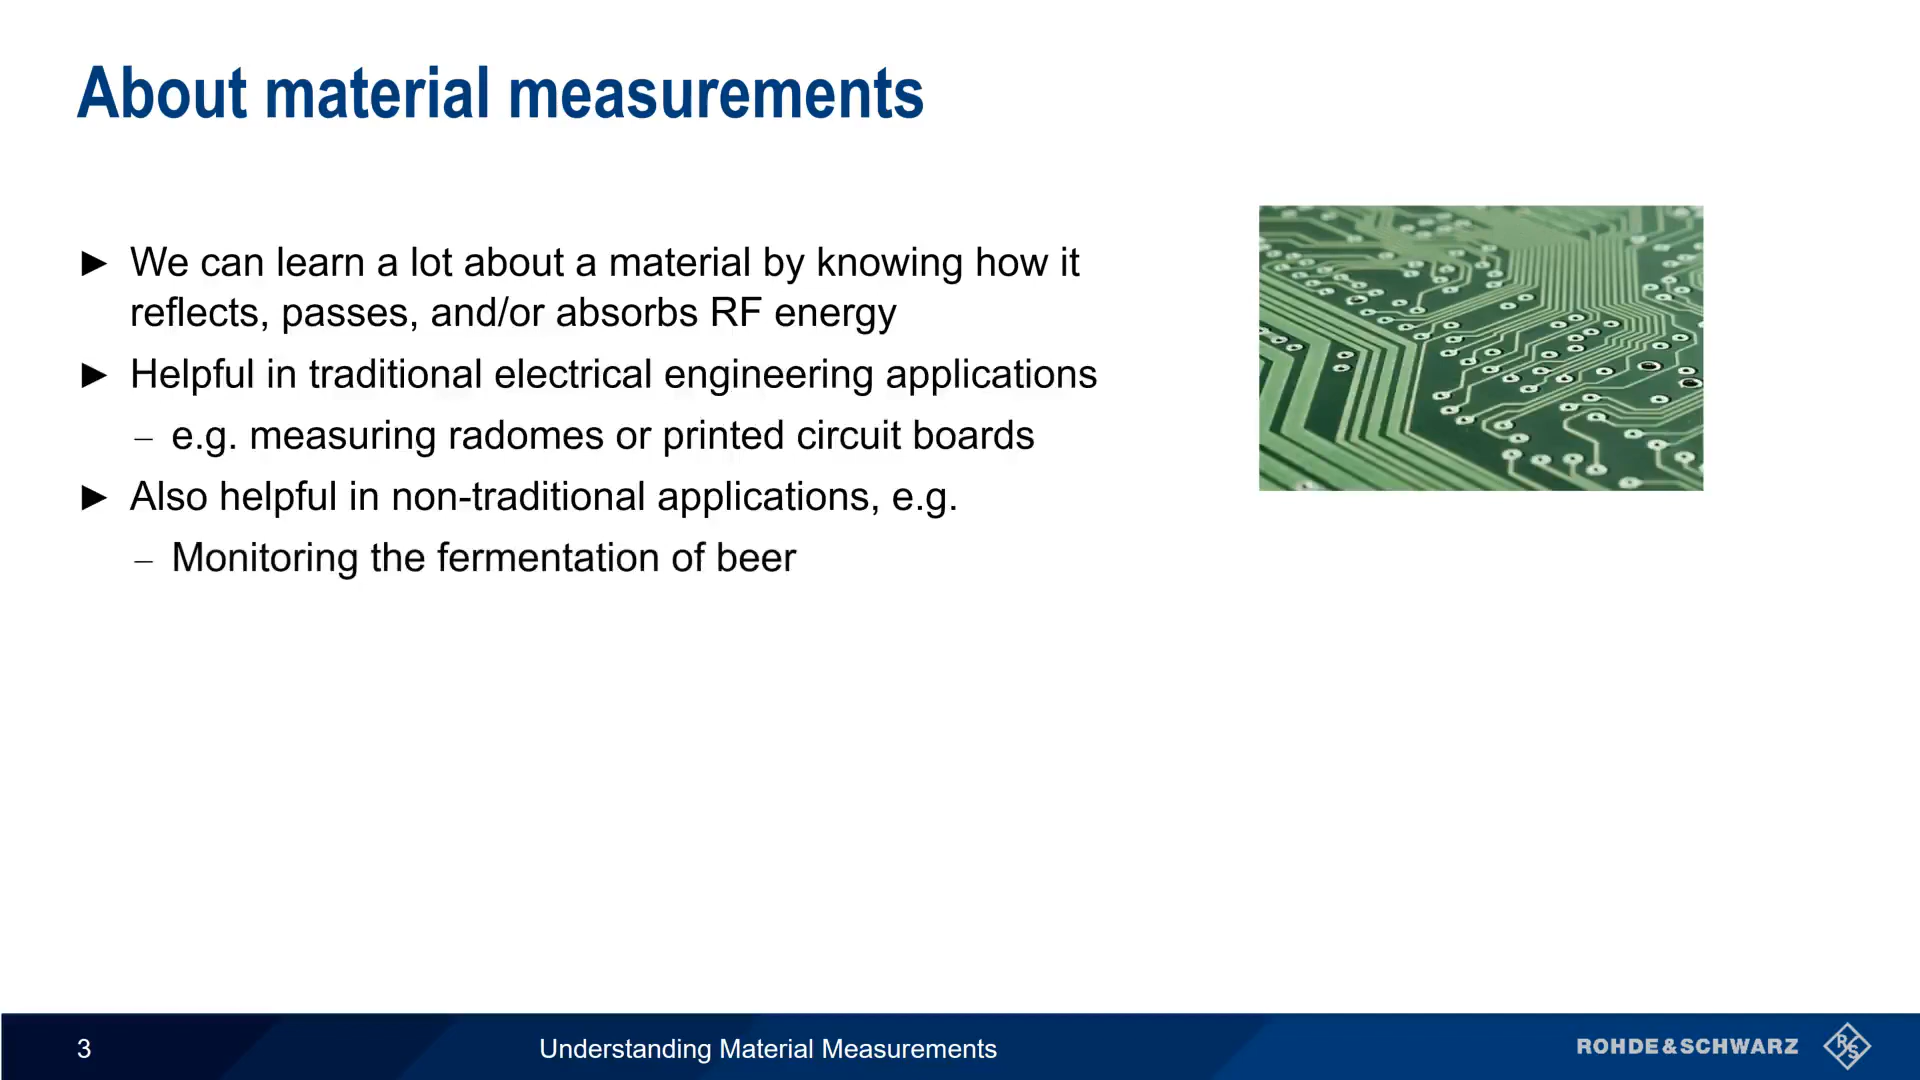 About material measurements
► We can learn a lot about a material by knowing how it
reflects, passes, and/or absorbs RF energy
► Helpful in traditional electrical engineering applications
– e.g. measuring radomes or printed circuit boards
► Also helpful in non-traditional applications, e.g.
– Monitoring the fermentation of beer
3
Understanding Material Measurements
ROHDE&SCHWARZ
R&S